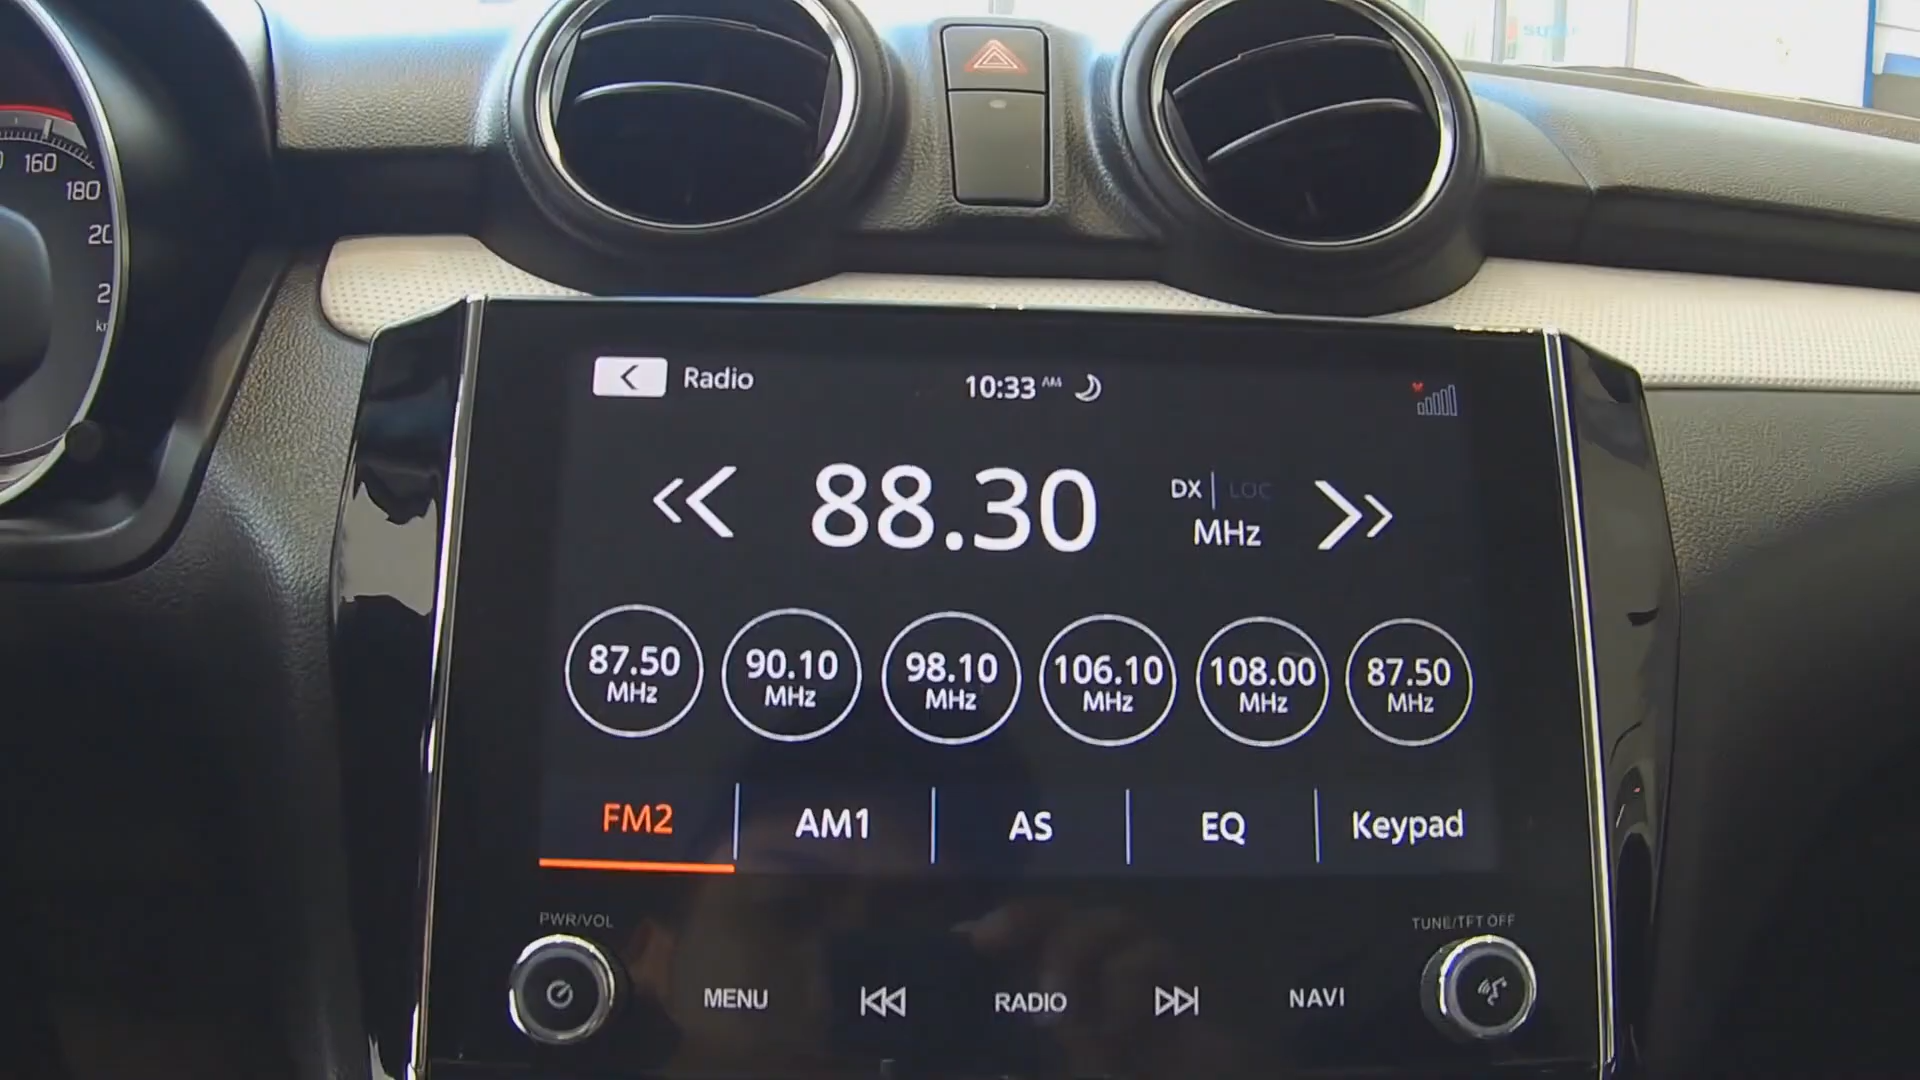 160
180
Radio
10:33 AM
88.30
DX | LOC
MHz
87.50 MHz
90.10 MHz
98.10 MHz
106.10 MHz
108.00 MHz
87.50 MHz
FM2
AM1
AS
EQ
Keypad
PWR/VOL
TUNE/TFT OFF
MENU
RADIO
NAVI